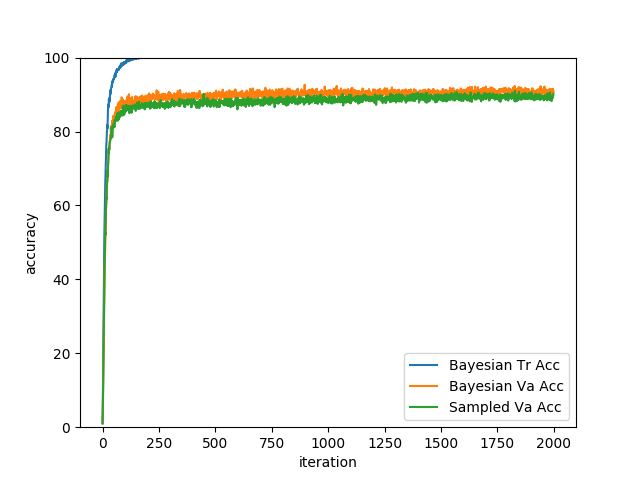 100
80
60
40
20
0
accuracy
0 250 500 750 1000 1250 1500 1750 2000
iteration
Bayesian Tr Acc
Bayesian Va Acc
Sampled Va Acc